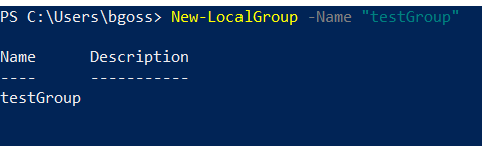 PS C:\Users\bgoss> New-LocalGroup -Name "testGroup"
Name Description
---- -----------
testGroup